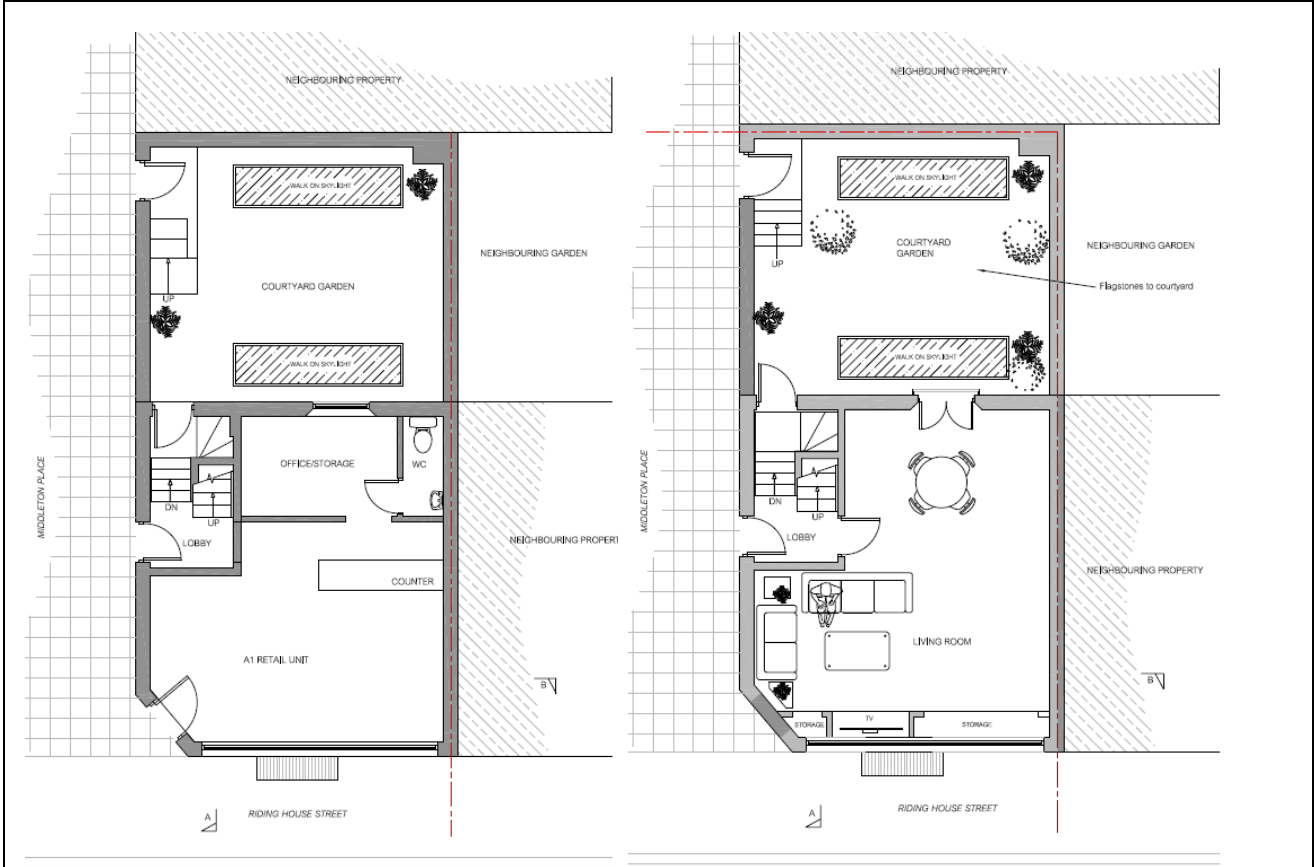 NEIGHBOURING PROPERTY
WALK ON SKYLIGHT
NEIGHBOURING GARDEN
COURTYARD GARDEN
UP
WALK ON SKYLIGHT
OFFICE/STORAGE
WC
MIDDLETON PLACE
DN
UP
LOBBY
NEIGHBOURING PROPERT
COUNTER
A1 RETAIL UNIT
B
RIDING HOUSE STREET
A
NEIGHBOURING PROPERTY
WALK ON SKYLIGHT
COURTYARD
GARDEN
NEIGHBOURING GARDEN
UP
Flagstones to courtyard
WALK ON SKYLIGHT
MIDDLETON PLACE
DN
UP
LOBBY
NEIGHBOURING PROPERTY
LIVING ROOM
B
STORAGE
TV
STORAGE
RIDING HOUSE STREET
A